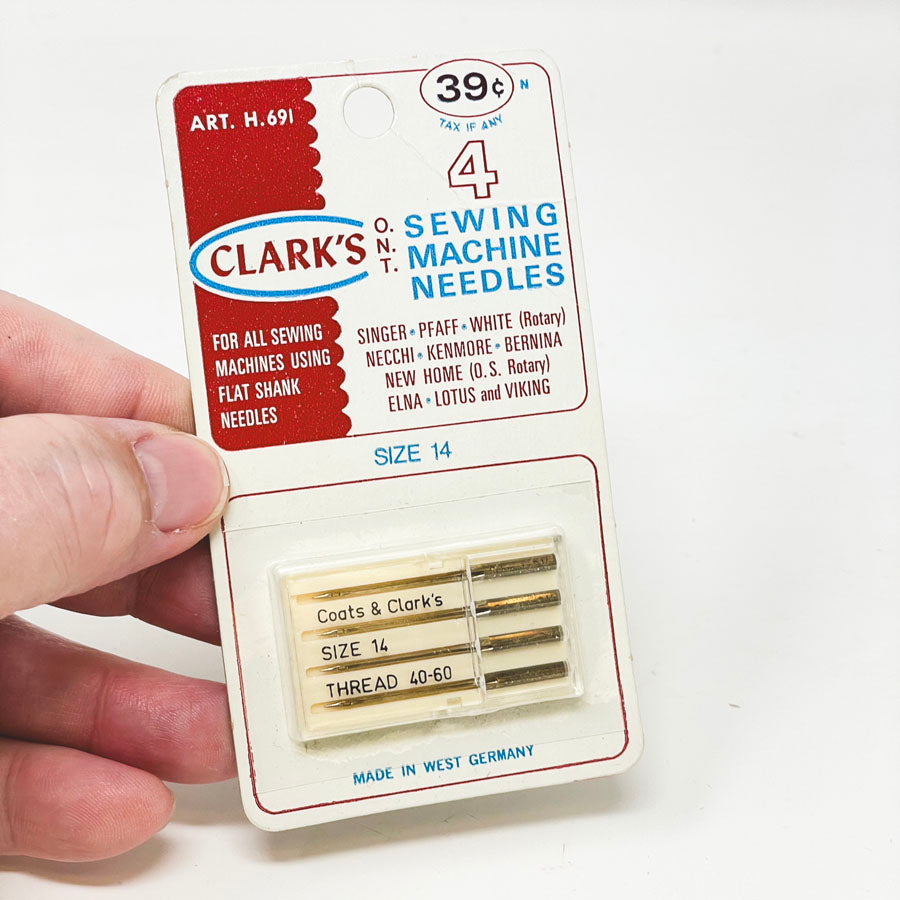 ART. H.691
39¢ N
TAX IF ANY
4
CLARK'S
O.
N.
T.
SEWING
MACHINE
NEEDLES
FOR ALL SEWING
MACHINES USING
FLAT SHANK
NEEDLES
SINGER • PFAFF • WHITE (Rotary)
NECCHI • KENMORE • BERNINA
NEW HOME (O.S. Rotary)
ELNA • LOTUS and VIKING
SIZE 14
Coats & Clark's
SIZE 14
THREAD 40-60
MADE IN WEST GERMANY